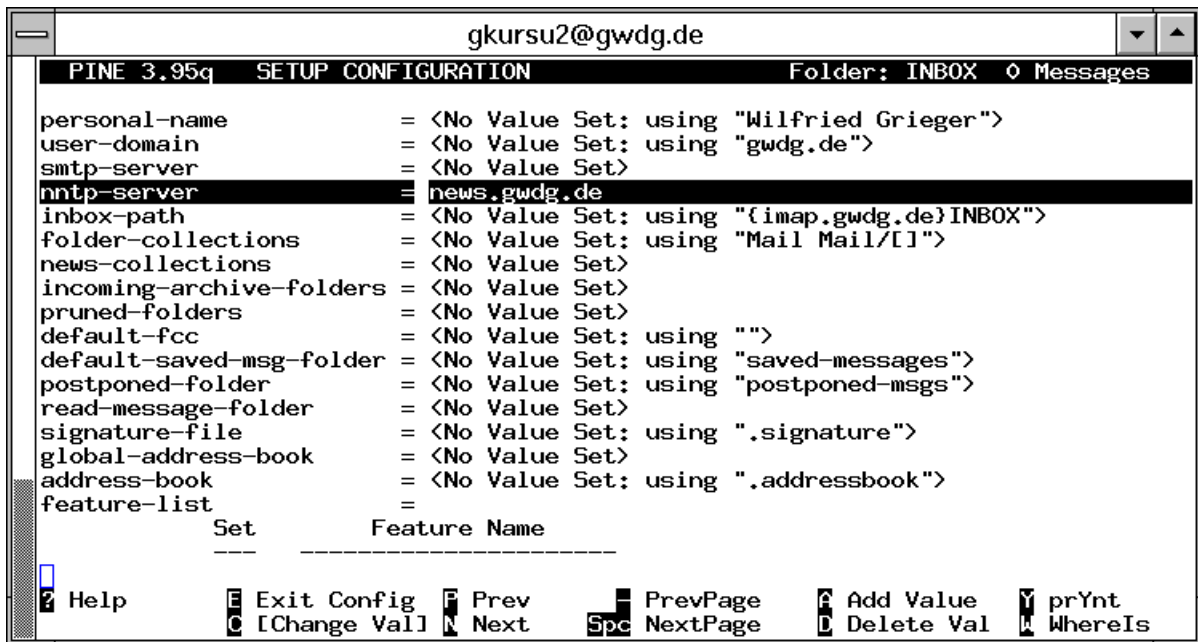 gkursu2@gwdg.de
PINE 3.95q SETUP CONFIGURATION Folder: INBOX 0 Messages
personal-name = <No Value Set: using "Wilfried Grieger">
user-domain = <No Value Set: using "gwdg.de">
smtp-server = <No Value Set>
nntp-server = news.gwdg.de
inbox-path = <No Value Set: using "{imap.gwdg.de}INBOX">
folder-collections = <No Value Set: using "Mail Mail/[]">
news-collections = <No Value Set>
incoming-archive-folders = <No Value Set>
pruned-folders = <No Value Set>
default-fcc = <No Value Set: using "">
default-saved-msg-folder = <No Value Set: using "saved-messages">
postponed-folder = <No Value Set: using "postponed-msgs">
read-message-folder = <No Value Set>
signature-file = <No Value Set: using ".signature">
global-address-book = <No Value Set>
address-book = <No Value Set: using ".addressbook">
feature-list =
Set Feature Name
--- ----------------------
? Help E Exit Config P Prev - PrevPage A Add Value Y prYnt
C [Change Val] N Next Spc NextPage D Delete Val W WhereIs